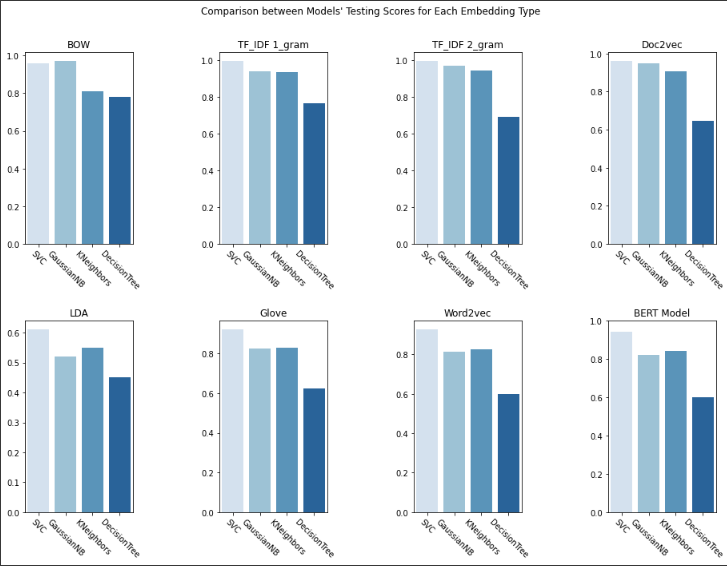 Comparison between Models' Testing Scores for Each Embedding Type
BOW
1.0
0.8
0.6
0.4
0.2
0.0
SVC
GaussianNB
KNeighbors
DecisionTree
TF_IDF 1_gram
1.0
0.8
0.6
0.4
0.2
0.0
SVC
GaussianNB
KNeighbors
DecisionTree
TF_IDF 2_gram
1.0
0.8
0.6
0.4
0.2
0.0
SVC
GaussianNB
KNeighbors
DecisionTree
Doc2vec
1.0
0.8
0.6
0.4
0.2
0.0
SVC
GaussianNB
KNeighbors
DecisionTree
LDA
0.6
0.5
0.4
0.3
0.2
0.1
0.0
SVC
GaussianNB
KNeighbors
DecisionTree
Glove
0.8
0.6
0.4
0.2
0.0
SVC
GaussianNB
KNeighbors
DecisionTree
Word2vec
0.8
0.6
0.4
0.2
0.0
SVC
GaussianNB
KNeighbors
DecisionTree
BERT Model
1.0
0.8
0.6
0.4
0.2
0.0
SVC
GaussianNB
KNeighbors
DecisionTree